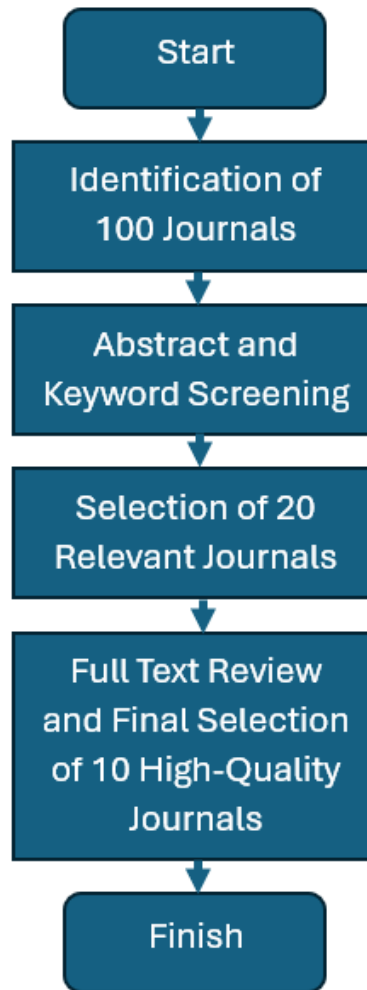 Start
Identification of
100 Journals
Abstract and
Keyword Screening
Selection of 20
Relevant Journals
Full Text Review
and Final Selection
of 10 High-Quality
Journals
Finish